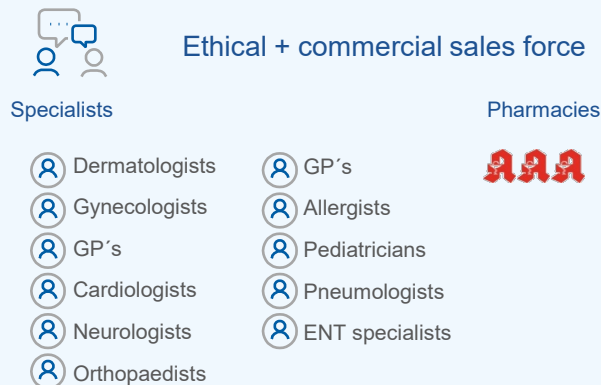 Ethical + commercial sales force
Specialists
Pharmacies
Dermatologists
Gynecologists
GP´s
Cardiologists
Neurologists
Orthopaedists
GP´s
Allergists
Pediatricians
Pneumologists
ENT specialists